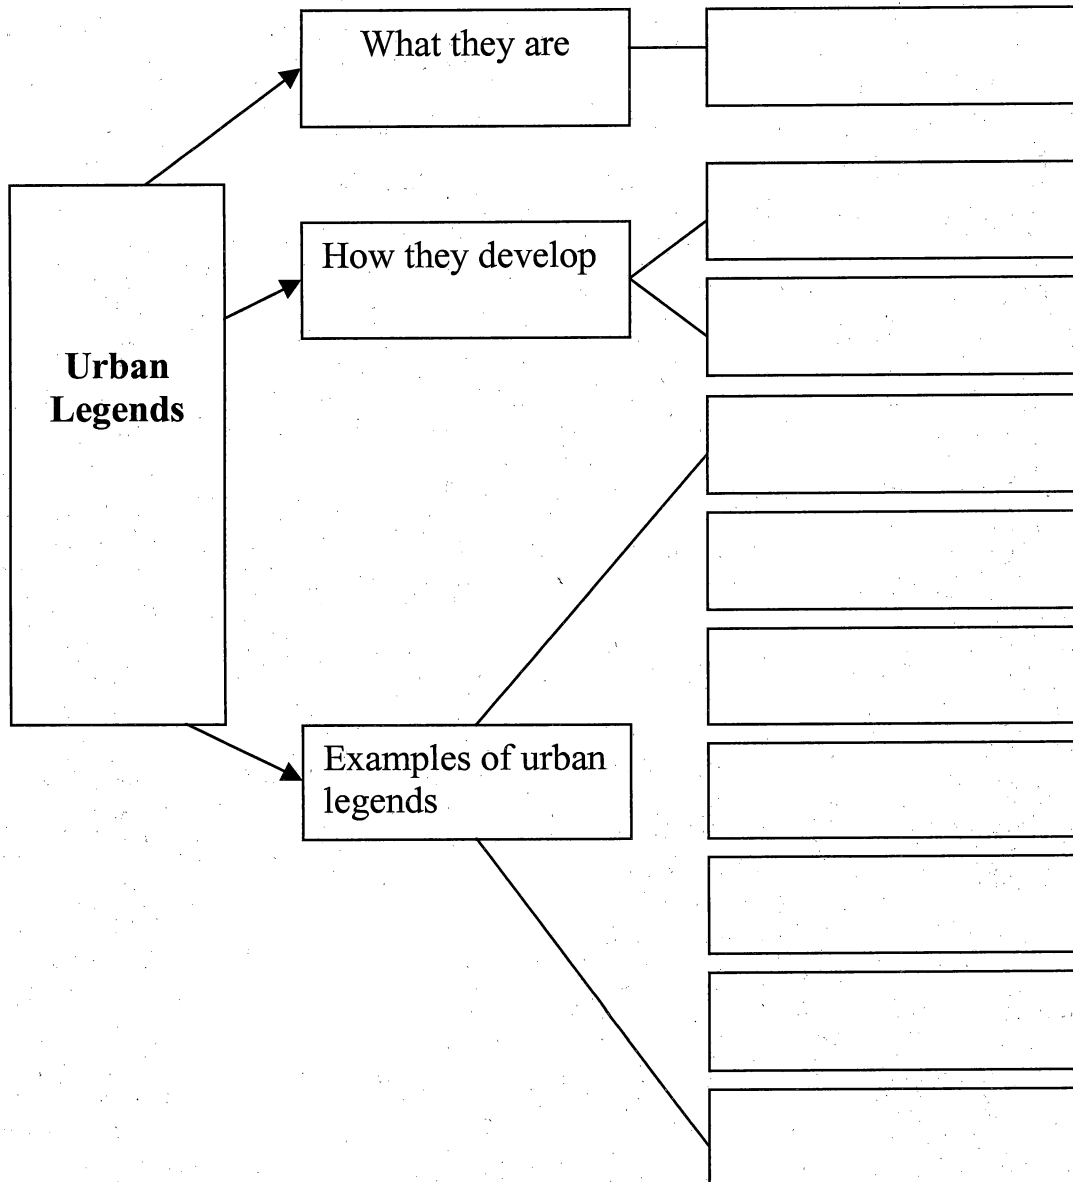 What they are
How they develop
Urban
Legends
Examples of urban
legends